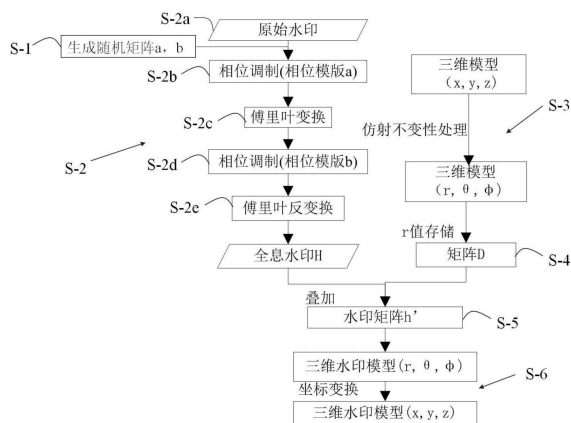 S-2a
原始水印
S-1
生成随机矩阵a，b
S-2b
相位调制(相位模版a)
S-2c
傅里叶变换
S-2
S-2d
相位调制(相位模版b)
S-2e
傅里叶反变换
全息水印H
三维模型
(x,y,z)
S-3
仿射不变性处理
三维模型
(r,θ,φ)
r值存储
矩阵D
S-4
叠加
水印矩阵h’
S-5
三维水印模型(r,θ,φ)
S-6
坐标变换
三维水印模型(x,y,z)